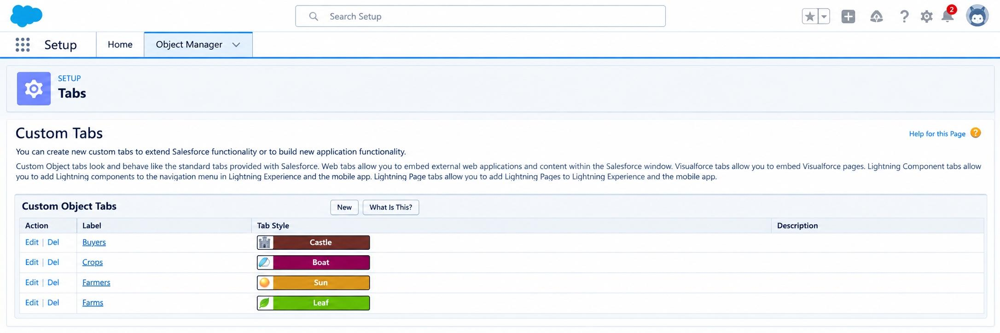 Search Setup
2
Setup
Home
Object Manager
SETUP
Tabs
Custom Tabs
Help for this Page
?
You can create new custom tabs to extend Salesforce functionality or to build new application functionality.
Custom Object tabs look and behave like the standard tabs provided with Salesforce. Web tabs allow you to embed external web applications and content within the Salesforce window. Visualforce tabs allow you to embed Visualforce pages. Lightning Component tabs allow
you to add Lightning components to the navigation menu in Lightning Experience and the mobile app. Lightning Page tabs allow you to add Lightning Pages to Lightning Experience and the mobile app.
Custom Object Tabs
New
What Is This?
Action Label Tab Style Description
Edit | Del Buyers Castle
Edit | Del Crops Boat
Edit | Del Farmers Sun
Edit | Del Farms Leaf